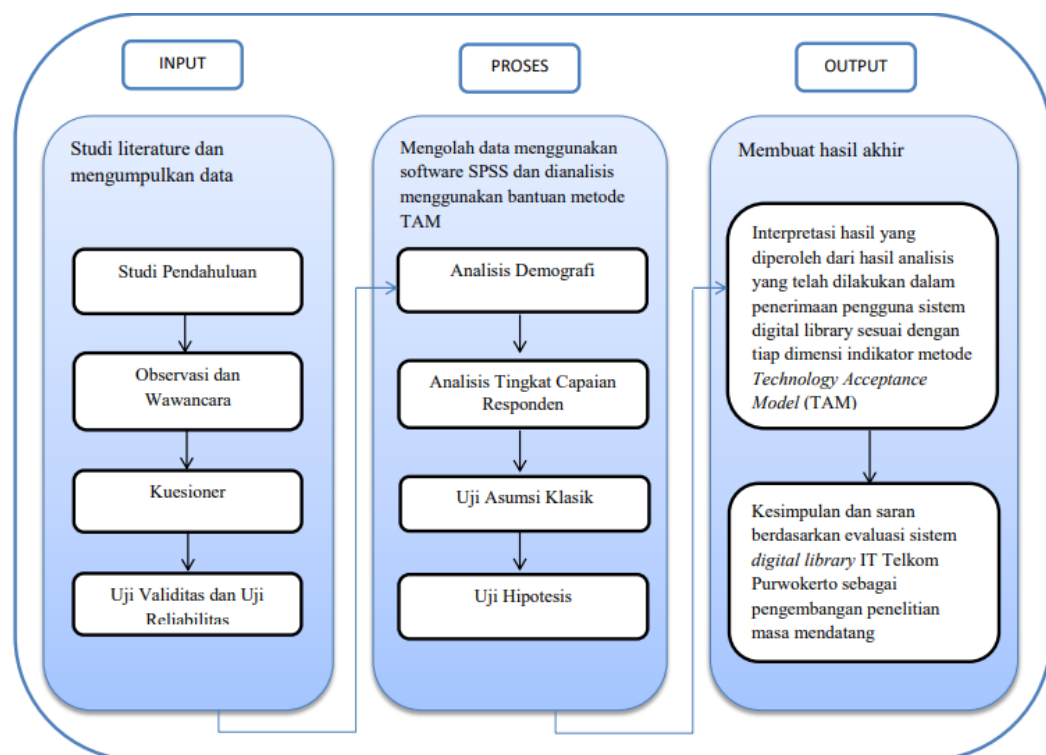 INPUT
PROSES
OUTPUT
Studi literature dan
mengumpulkan data
Studi Pendahuluan
Observasi dan
Wawancara
Kuesioner
Uji Validitas dan Uji
Reliabilitas
Mengolah data menggunakan
software SPSS dan dianalisis
menggunakan bantuan metode
TAM
Analisis Demografi
Analisis Tingkat Capaian
Responden
Uji Asumsi Klasik
Uji Hipotesis
Membuat hasil akhir
Interpretasi hasil yang
diperoleh dari hasil analisis
yang telah dilakukan dalam
penerimaan pengguna sistem
digital library sesuai dengan
tiap dimensi indikator metode
Technology Acceptance
Model (TAM)
Kesimpulan dan saran
berdasarkan evaluasi sistem
digital library IT Telkom
Purwokerto sebagai
pengembangan penelitian
masa mendatang